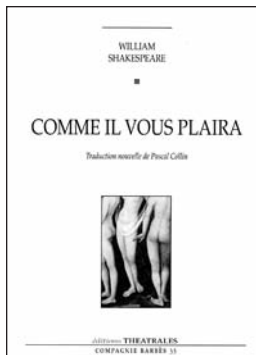 WILLIAM
SHAKESPEARE
COMME IL VOUS PLAIRA
Traduction nouvelle de Pascal Collin
éditions THEATRALES
COMPAGNIE BARBÈS 35